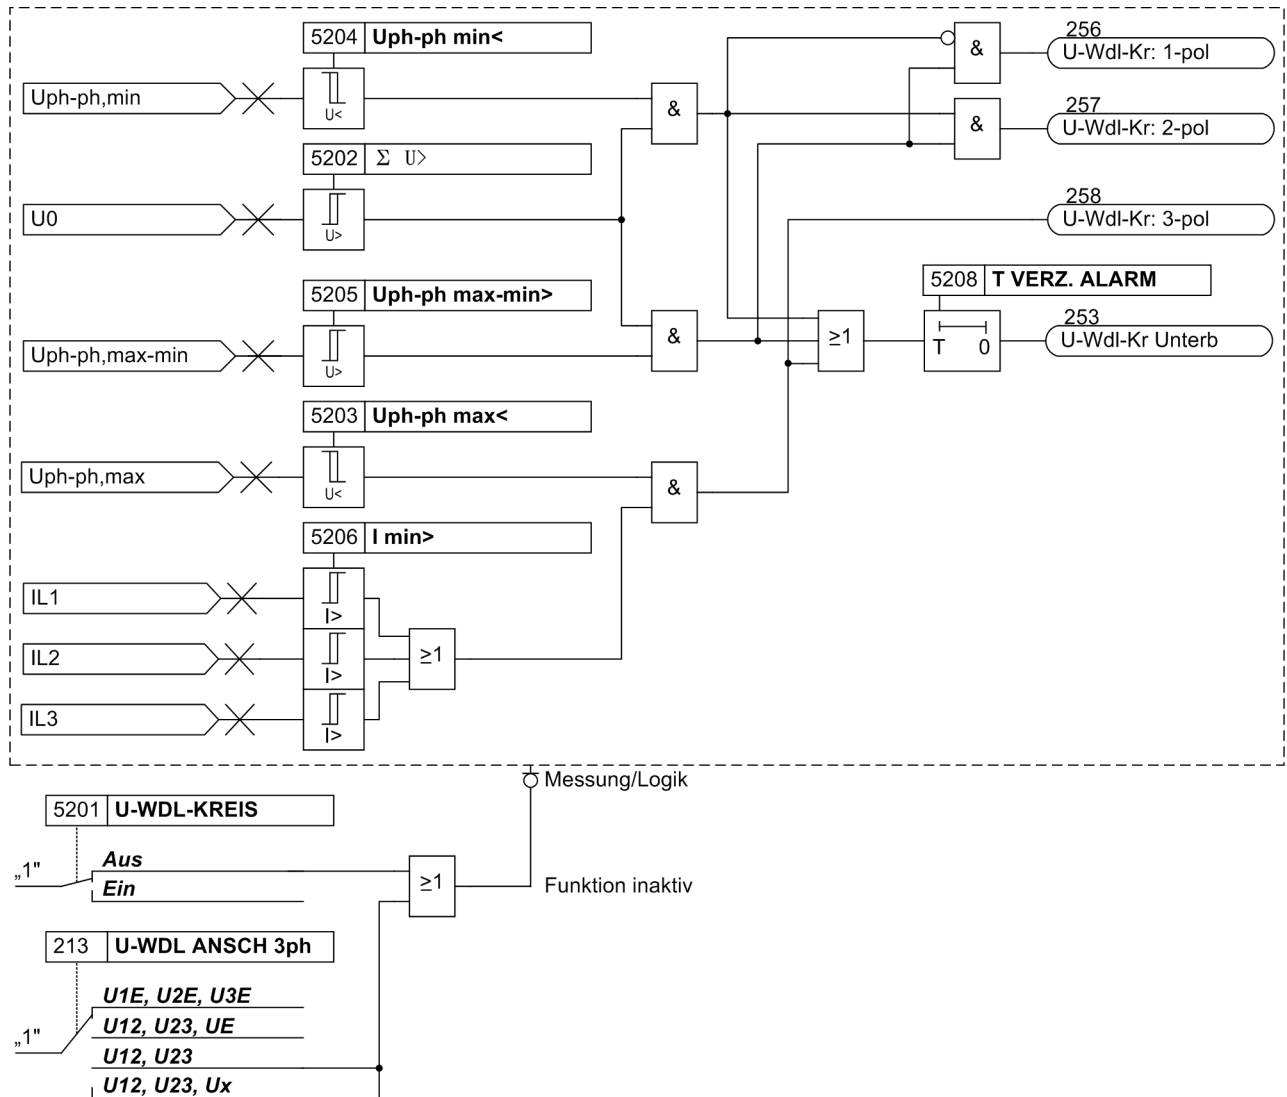 5204 Uph-ph min<
256
&
U-Wdl-Kr: 1-pol
Uph-ph,min
U<
&
257
&
U-Wdl-Kr: 2-pol
5202 Σ U>
258
U0
U>
U-Wdl-Kr: 3-pol
5208 T VERZ. ALARM
5205 Uph-ph max-min>
253
Uph-ph,max-min
U>
&
≥1
T 0
U-Wdl-Kr Unterb
5203 Uph-ph max<
Uph-ph,max
U<
&
5206 I min>
IL1
I>
IL2
I>
≥1
IL3
I>
Messung/Logik
5201 U-WDL-KREIS
„1"
Aus
Ein
≥1
Funktion inaktiv
213 U-WDL ANSCH 3ph
„1"
U1E, U2E, U3E
U12, U23, UE
U12, U23
U12, U23, Ux